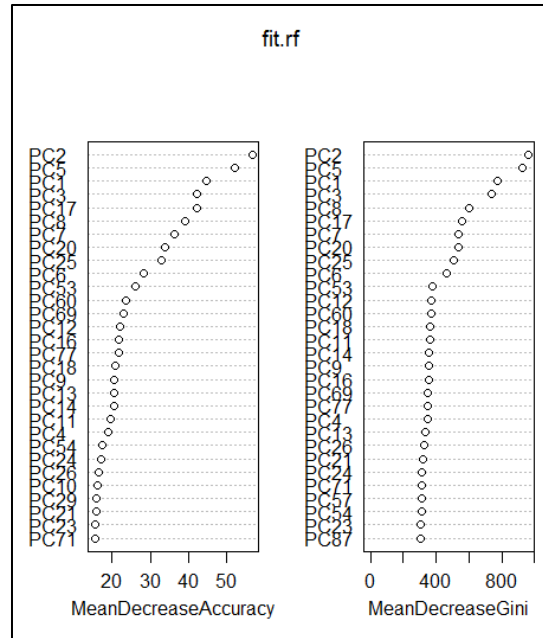 fit.rf
PC2
PC5
PC1
PC3
PC17
PC8
PC7
PC20
PC25
PC6
PC53
PC60
PC69
PC12
PC16
PC77
PC18
PC9
PC13
PC14
PC11
PC4
PC54
PC24
PC26
PC10
PC29
PC21
PC23
PC71
20 30 40 50
MeanDecreaseAccuracy
PC2
PC5
PC1
PC3
PC8
PC17
PC7
PC20
PC25
PC6
PC53
PC12
PC60
PC18
PC11
PC14
PC9
PC16
PC69
PC77
PC4
PC13
PC26
PC21
PC24
PC71
PC57
PC54
PC23
PC87
0 400 800
MeanDecreaseGini